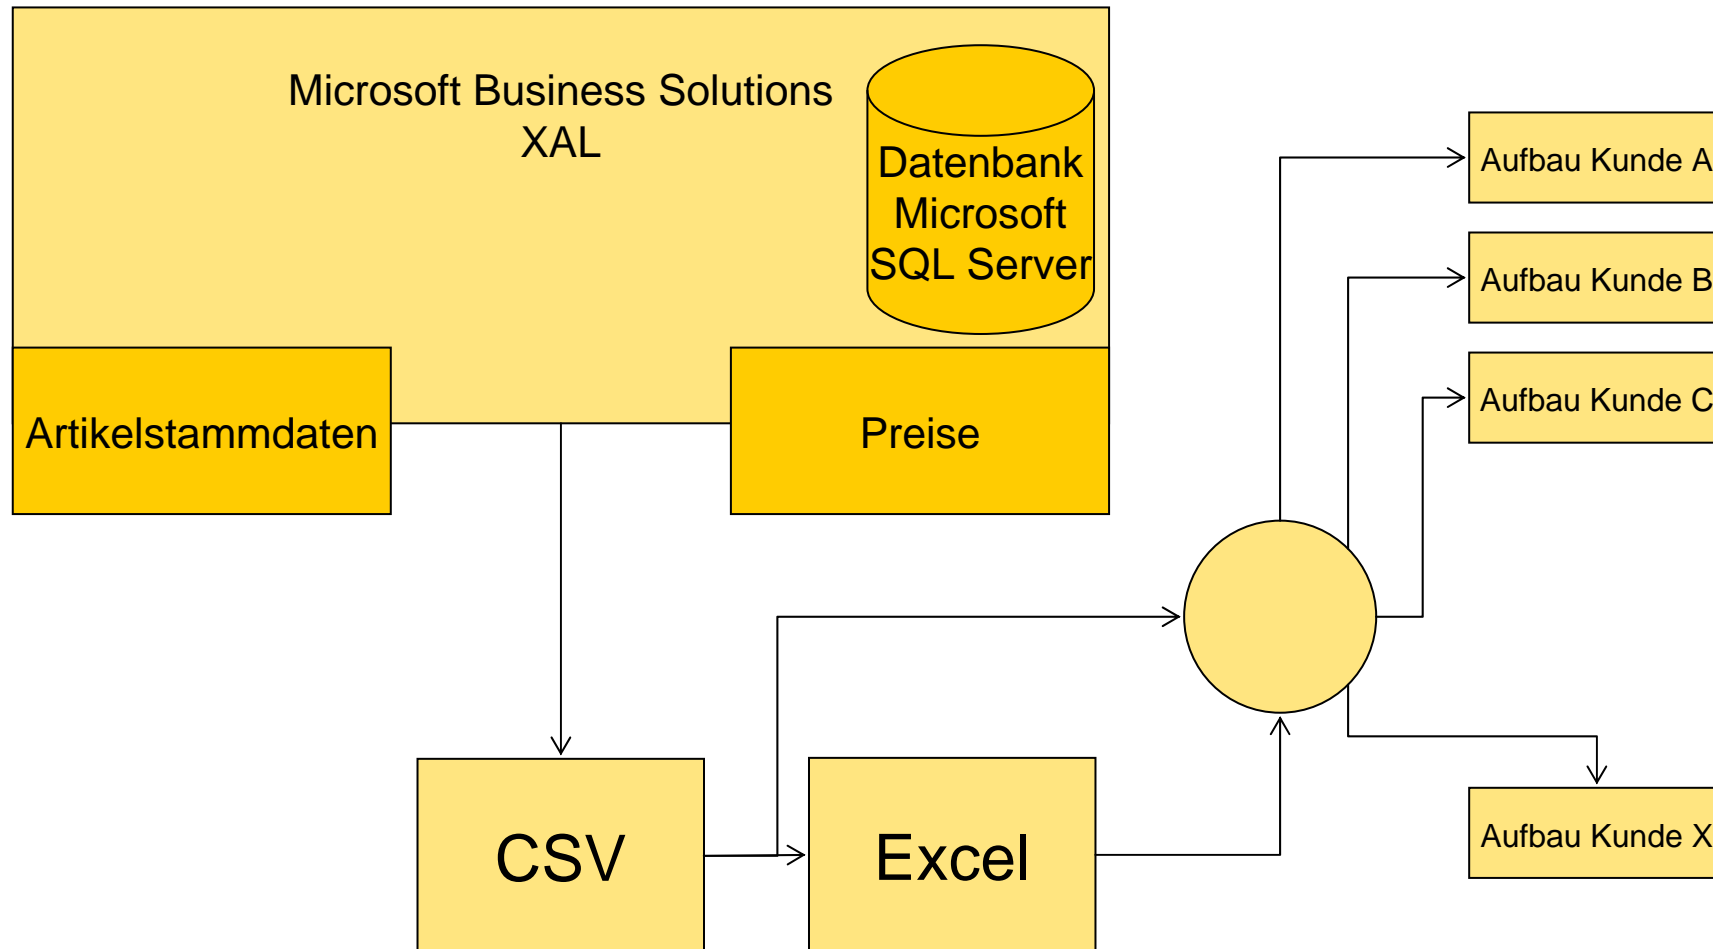 Microsoft Business Solutions
XAL
Datenbank
Microsoft
SQL Server
Artikelstammdaten
Preise
Aufbau Kunde A
Aufbau Kunde B
Aufbau Kunde C
CSV
Excel
Aufbau Kunde X